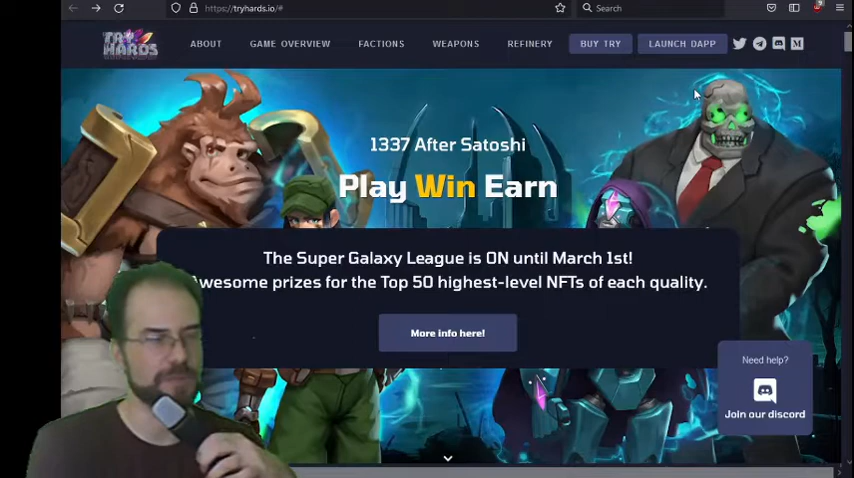 https://tryhards.io/#
Search
TRY
HARDS
ABOUT
GAME OVERVIEW
FACTIONS
WEAPONS
REFINERY
BUY TRY
LAUNCH DAPP
1337 After Satoshi
Play Win Earn
The Super Galaxy League is ON until March 1st!
wesome prizes for the Top 50 highest-level NFTs of each quality.
More info here!
Need help?
Join our discord